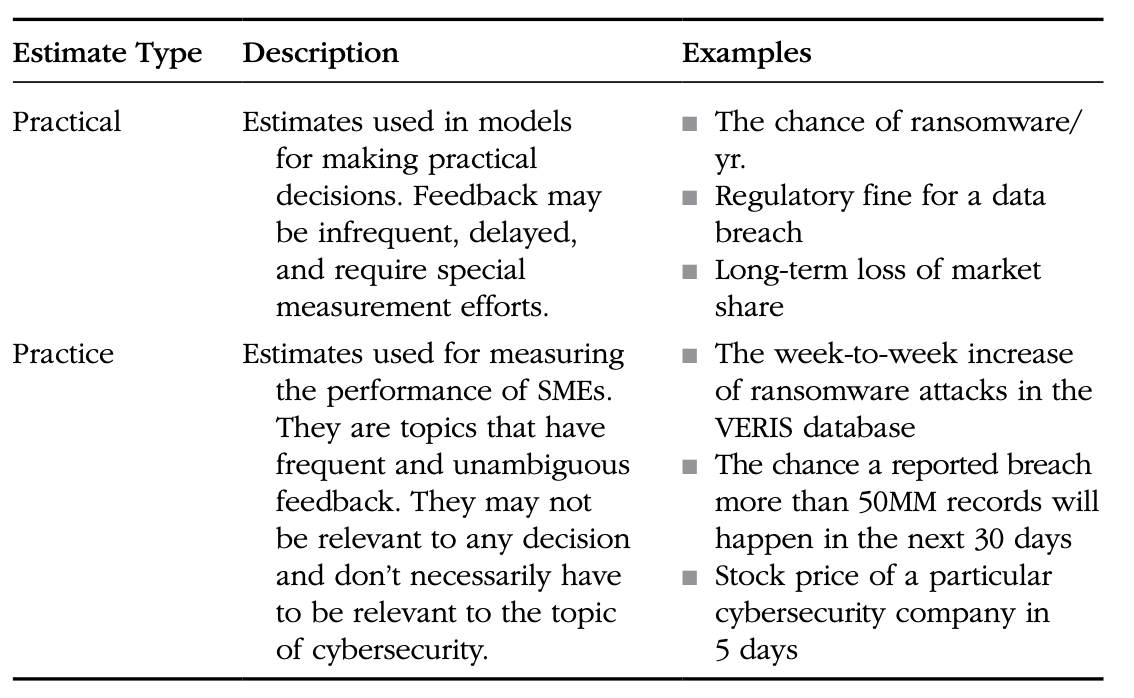 Estimate Type Description Examples
Practical
Estimates used in models
for making practical
decisions. Feedback may
be infrequent, delayed,
and require special
measurement efforts.
■ The chance of ransomware/
yr.
■ Regulatory fine for a data
breach
■ Long-term loss of market
share
Practice
Estimates used for measuring
the performance of SMEs.
They are topics that have
frequent and unambiguous
feedback. They may not
be relevant to any decision
and don’t necessarily have
to be relevant to the topic
of cybersecurity.
■ The week-to-week increase
of ransomware attacks in the
VERIS database
■ The chance a reported breach
more than 50MM records will
happen in the next 30 days
■ Stock price of a particular
cybersecurity company in
5 days